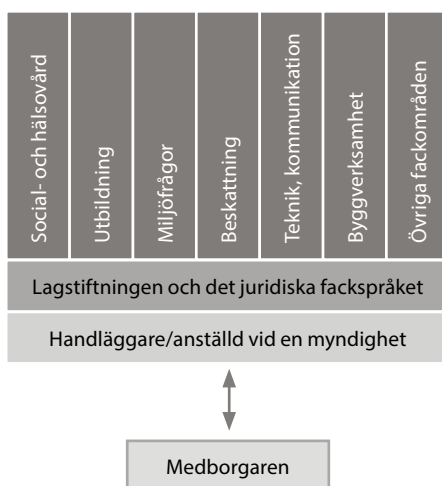 Social- och hälsovård
Utbildning
Miljöfrågor
Beskattning
Teknik, kommunikation
Byggverksamhet
Övriga fackområden
Lagstiftningen och det juridiska fackspråket
Handläggare/anställd vid en myndighet
Medborgaren